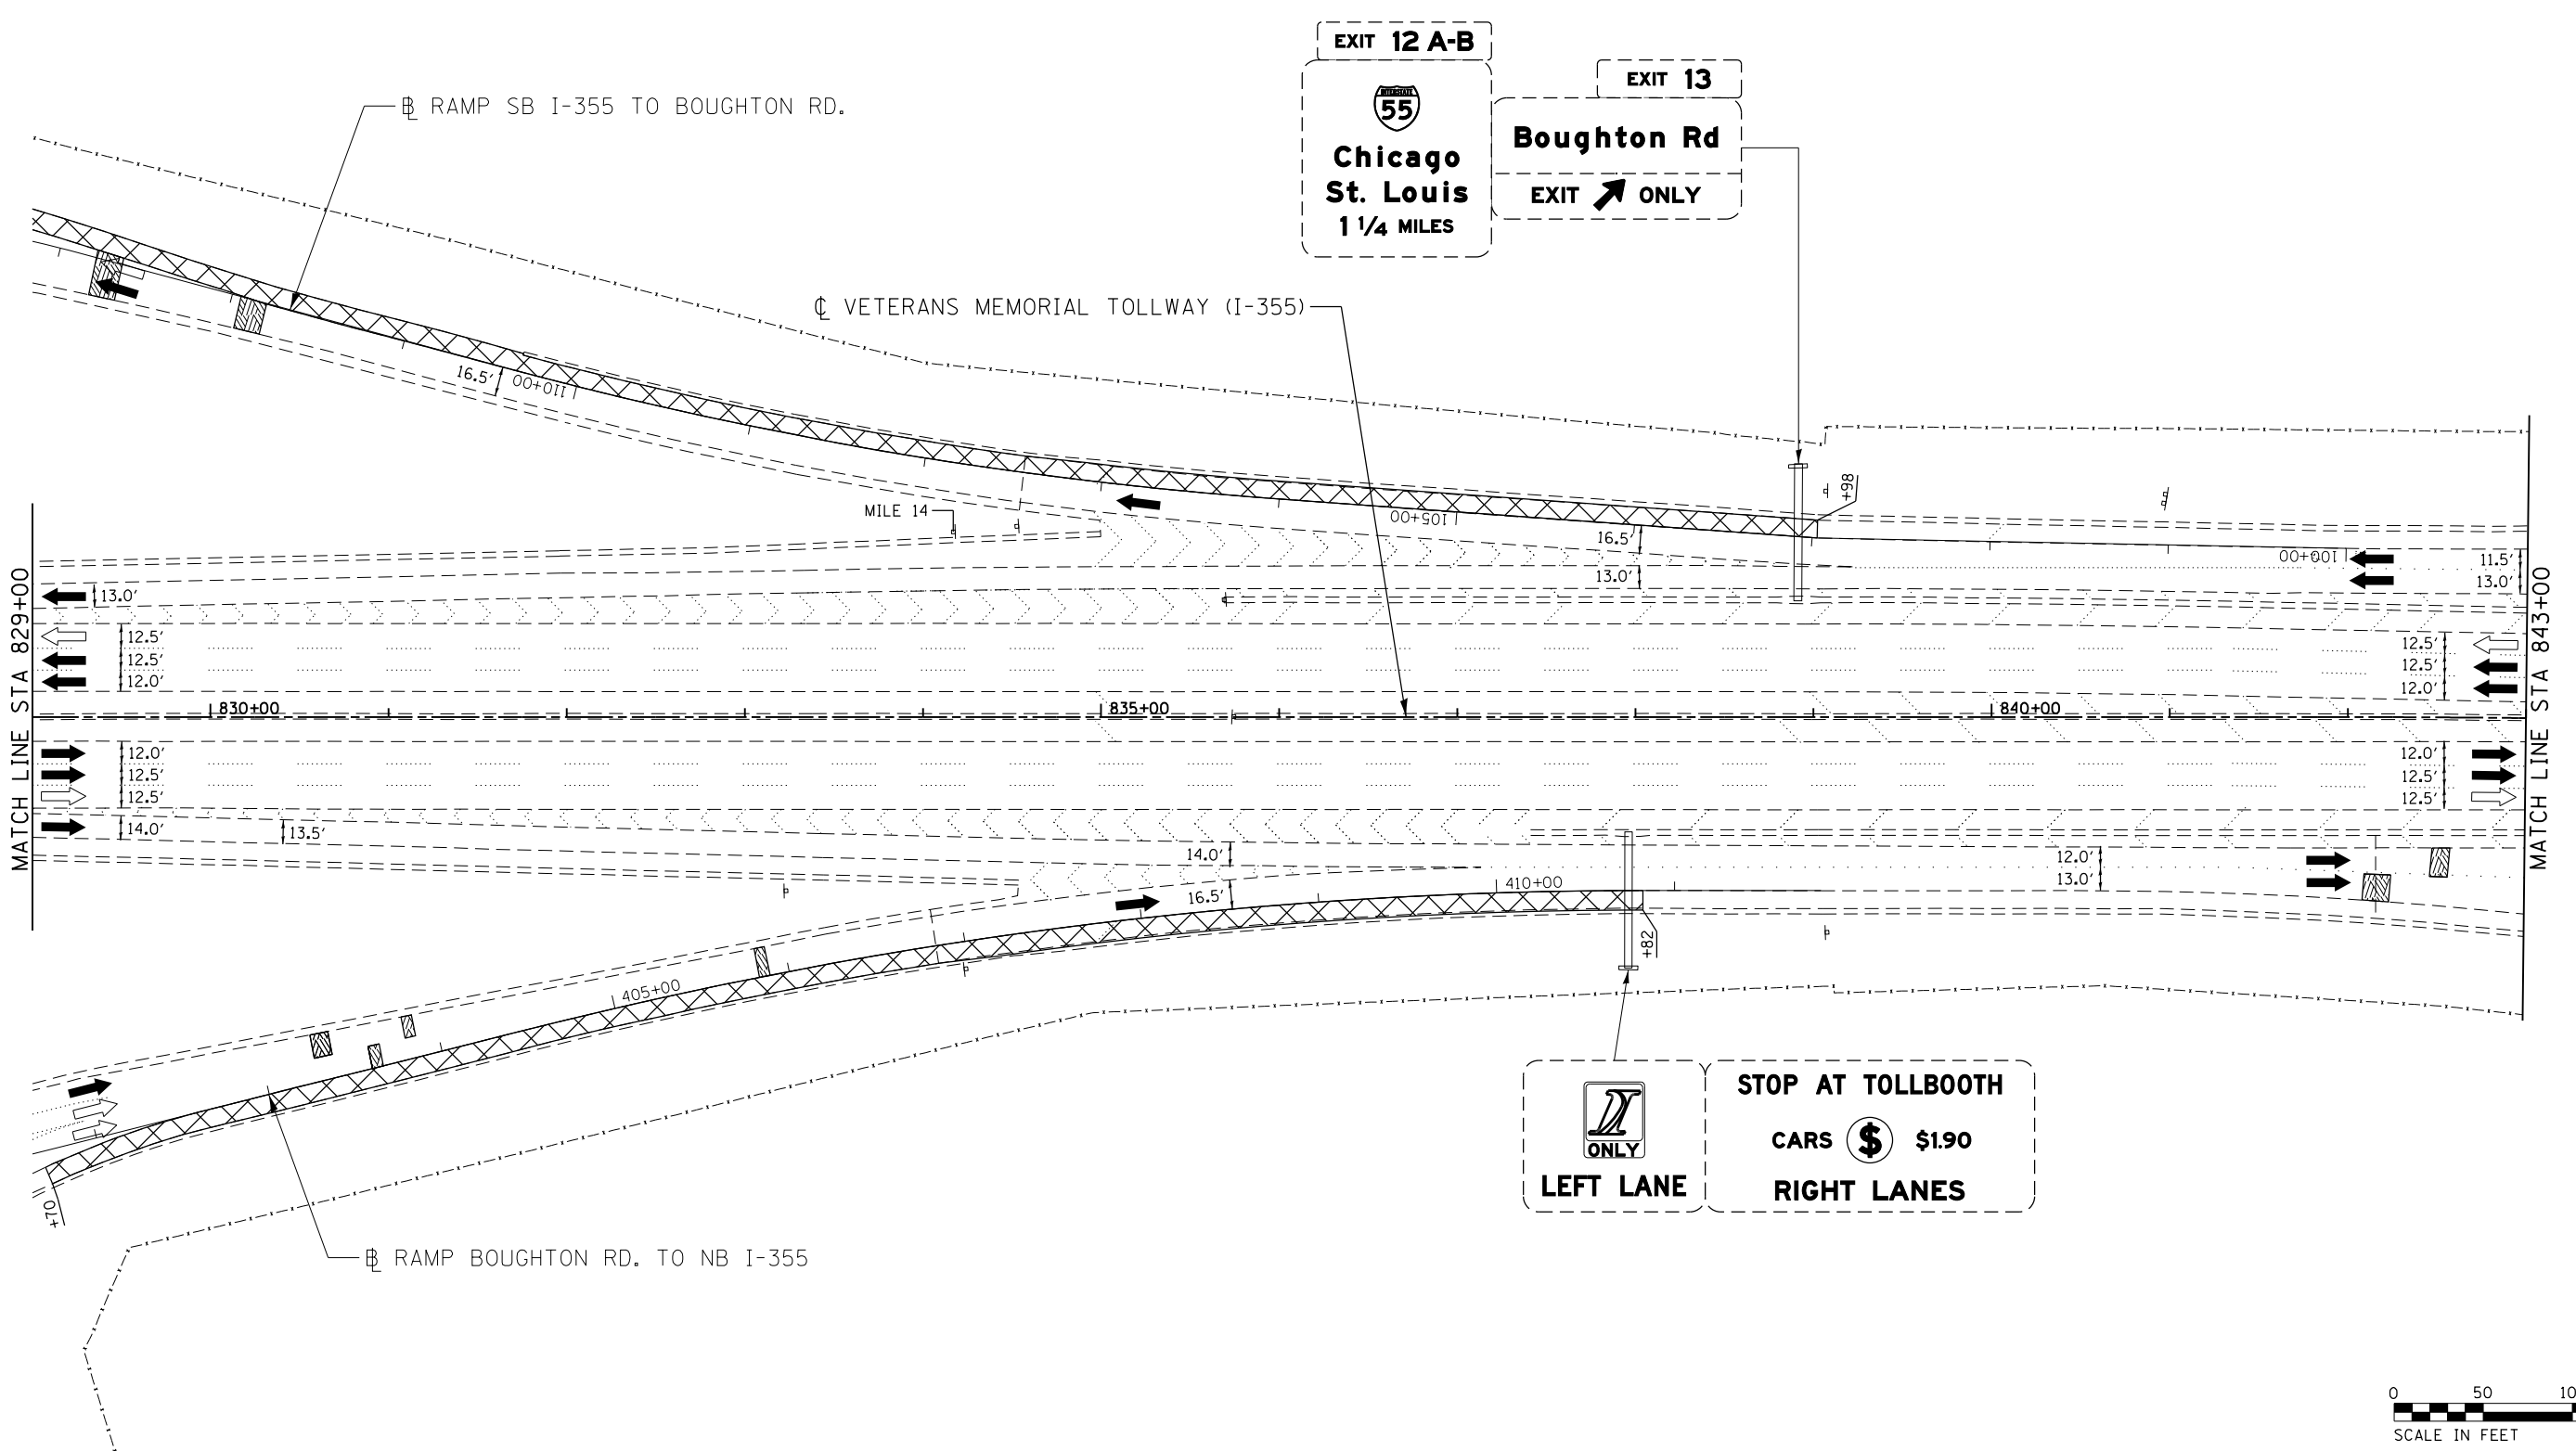 EXIT 12 A-B
INTERSTATE
55
Chicago
St. Louis
1 1/4 MILES
EXIT 13
Boughton Rd
EXIT ONLY
℄ RAMP SB I-355 TO BOUGHTON RD.
℄ VETERANS MEMORIAL TOLLWAY (I-355)
16.5'
110+00
MILE 14
105+00
+98
16.5'
13.0'
100+00
11.5'
13.0'
MATCH LINE STA 829+00
13.0'
12.5'
12.5'
12.0'
12.5'
12.5'
12.0'
MATCH LINE STA 843+00
830+00
835+00
840+00
12.0'
12.5'
12.5'
12.0'
12.5'
12.5'
14.0'
13.5'
14.0'
12.0'
13.0'
16.5'
410+00
+82
405+00
+70
℄ RAMP BOUGHTON RD. TO NB I-355
ONLY
LEFT LANE
STOP AT TOLLBOOTH
CARS $ $1.90
RIGHT LANES
0 50 10
SCALE IN FEET